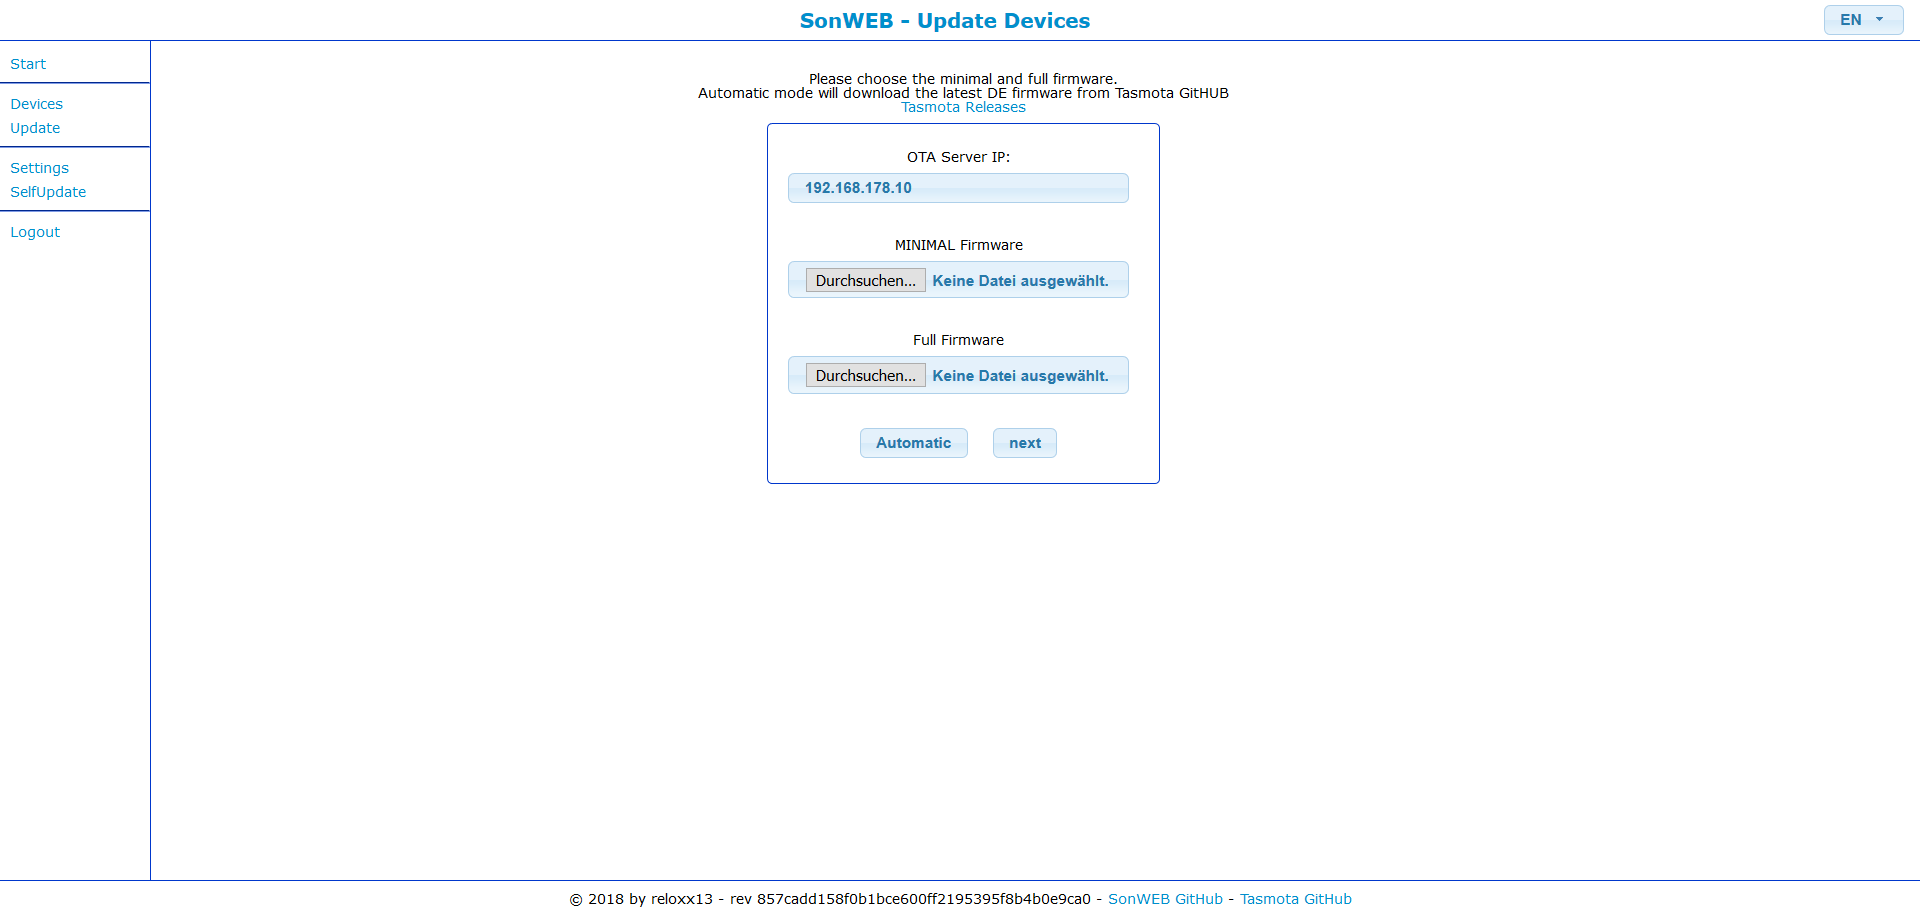 SonWEB - Update Devices
EN
Start
Devices
Update
Settings
SelfUpdate
Logout
Please choose the minimal and full firmware.
Automatic mode will download the latest DE firmware from Tasmota GitHUB
Tasmota Releases
OTA Server IP:
192.168.178.10
MINIMAL Firmware
Durchsuchen... Keine Datei ausgewählt.
Full Firmware
Durchsuchen... Keine Datei ausgewählt.
Automatic next
© 2018 by reloxx13 - rev 857cadd158f0b1bce600ff2195395f8b4b0e9ca0 - SonWEB GitHub - Tasmota GitHub